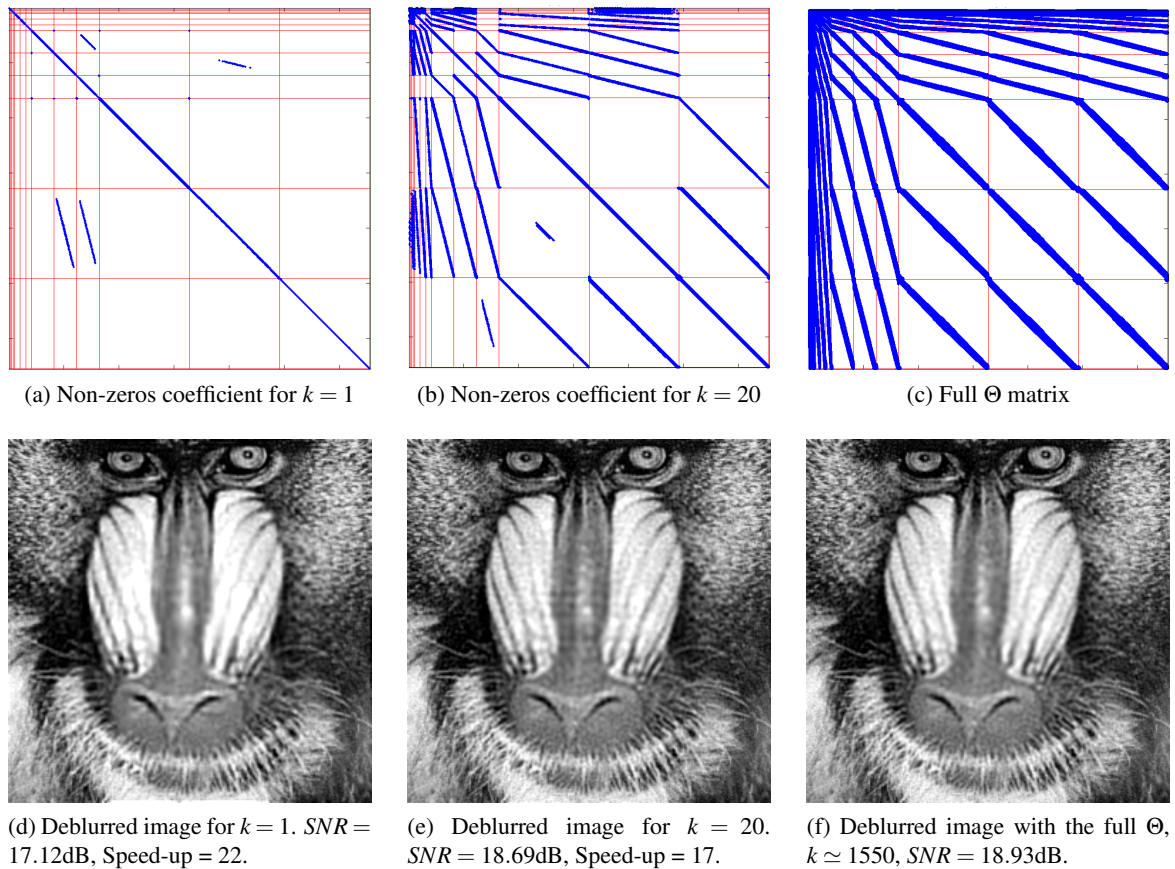 (a) Non-zeros coefficient for k = 1
(b) Non-zeros coefficient for k = 20
(c) Full Θ matrix
(d) Deblurred image for k = 1. SNR =
17.12dB, Speed-up = 22.
(e) Deblurred image for k = 20.
SNR = 18.69dB, Speed-up = 17.
(f) Deblurred image with the full Θ,
k ≃ 1550, SNR = 18.93dB.